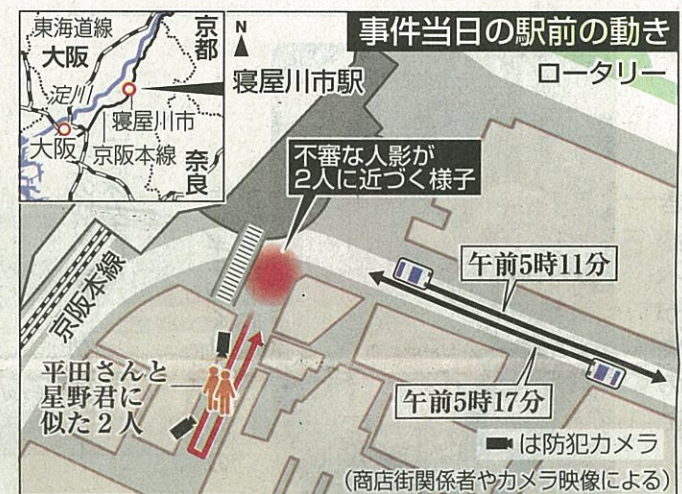 事件当日の駅前の動き
東海道線
大阪
京都
淀川
寝屋川市
大阪
京阪本線
奈良
N
寝屋川市駅
ロータリー
不審な人影が
2人に近づく様子
京阪本線
午前5時11分
午前5時17分
平田さんと
星野君に
似た2人
は防犯カメラ
(商店街関係者やカメラ映像による)